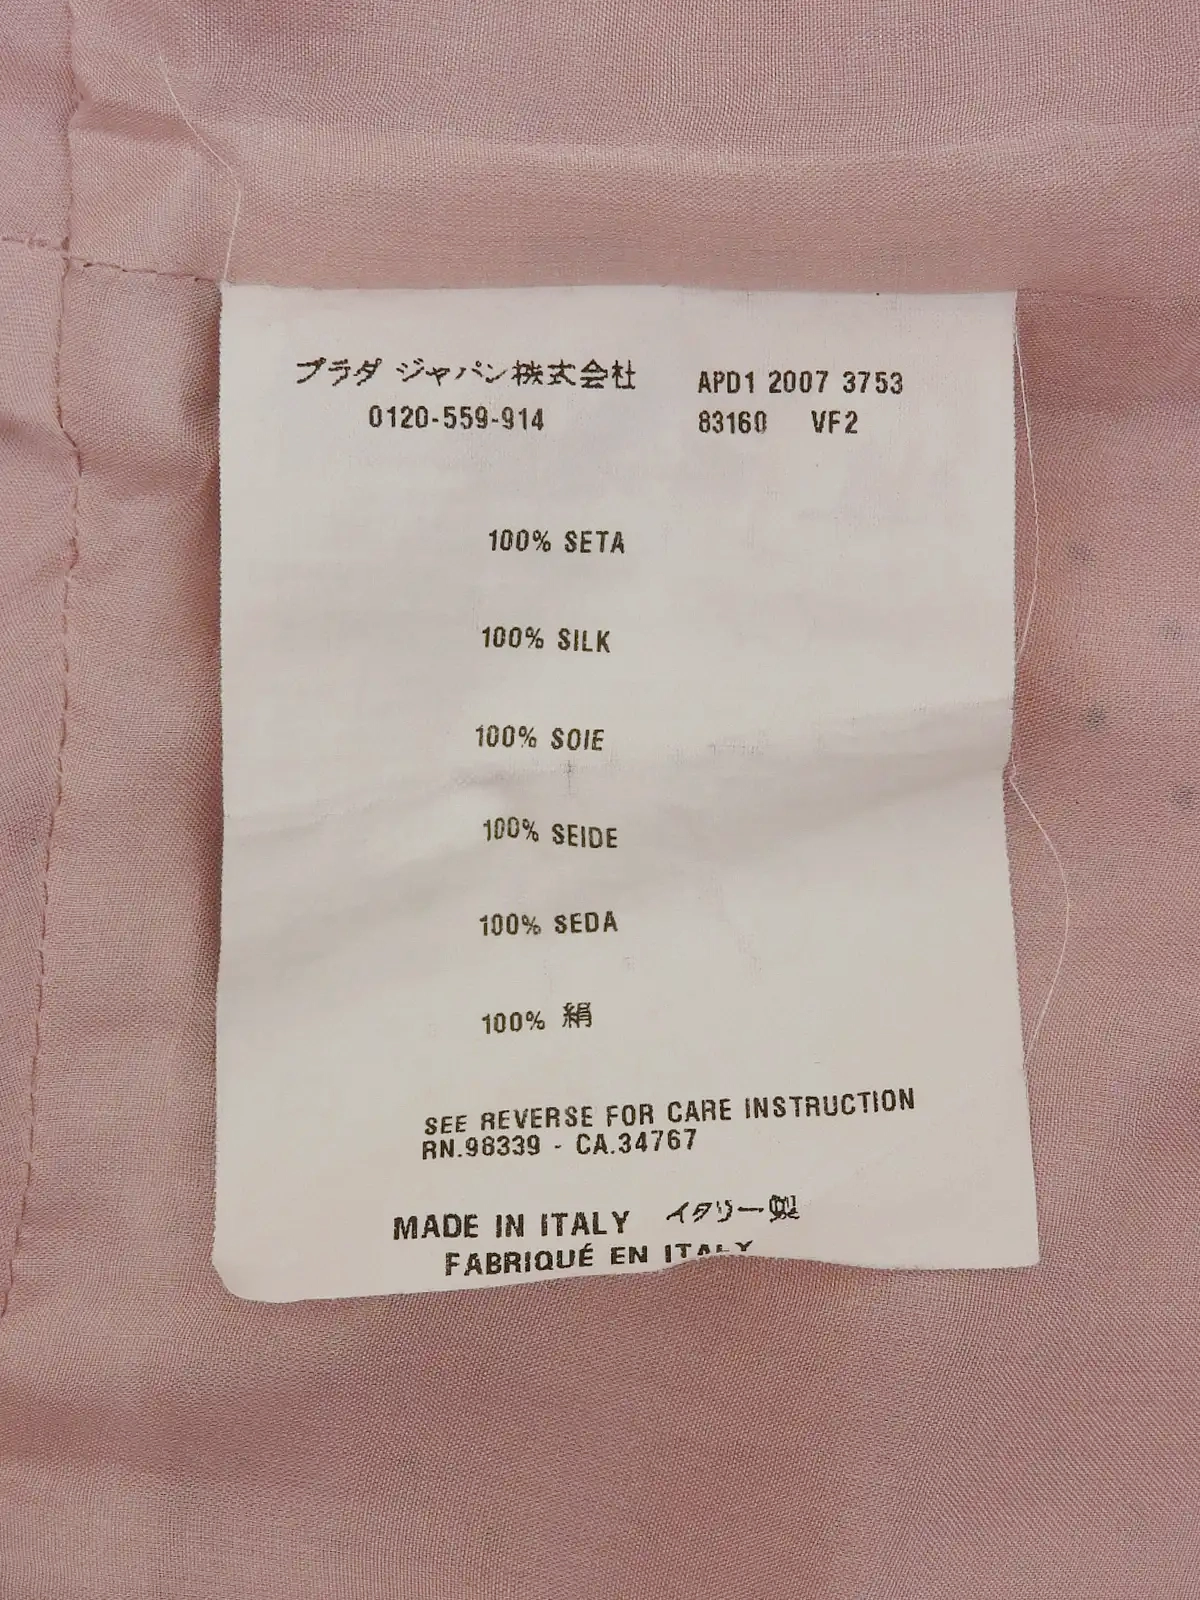 プラダ ジャパン株式会社
0120-559-914
APD1 2007 3753
83160 VF2
100% SETA
100% SILK
100% SOIE
100% SEIDE
100% SEDA
100% 絹
SEE REVERSE FOR CARE INSTRUCTION
RN.98339 - CA.34767
MADE IN ITALY イタリー製
FABRIQUÉ EN ITALY